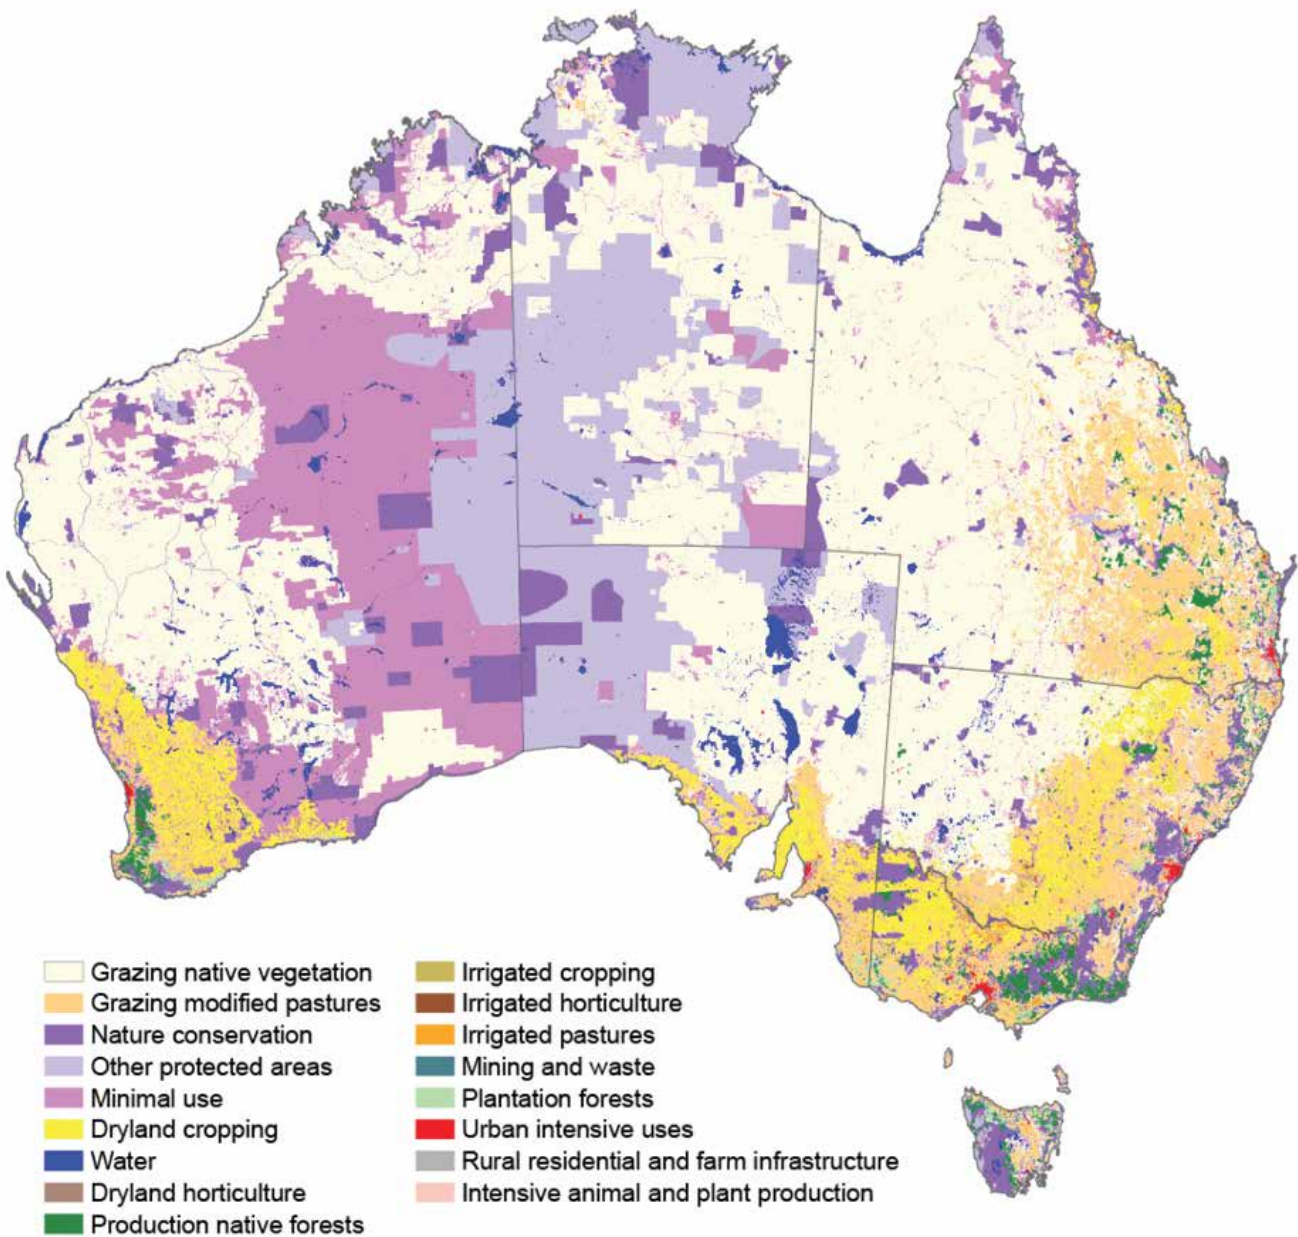 Grazing native vegetation
Grazing modified pastures
Nature conservation
Other protected areas
Minimal use
Dryland cropping
Water
Dryland horticulture
Production native forests
Irrigated cropping
Irrigated horticulture
Irrigated pastures
Mining and waste
Plantation forests
Urban intensive uses
Rural residential and farm infrastructure
Intensive animal and plant production